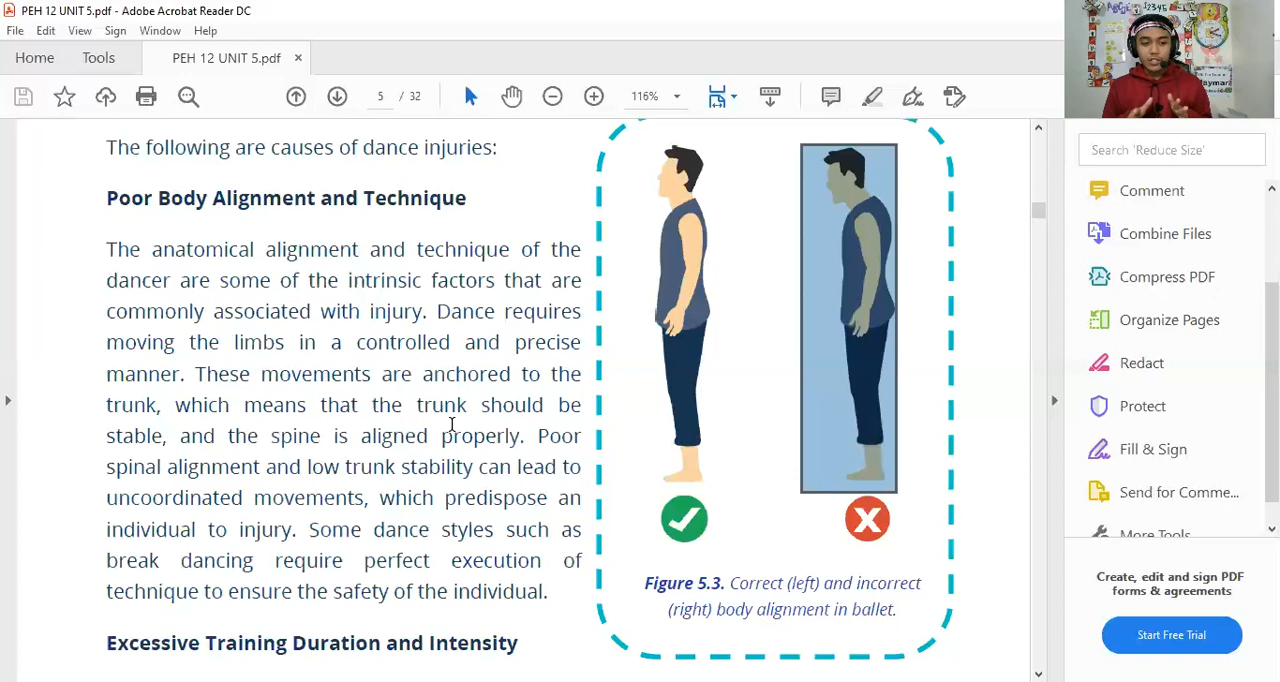 PEH 12 UNIT 5.pdf - Adobe Acrobat Reader DC
File Edit View Sign Window Help
Home Tools PEH 12 UNIT 5.pdf ×
5 / 32 116%
The following are causes of dance injuries:
Poor Body Alignment and Technique
The anatomical alignment and technique of the
dancer are some of the intrinsic factors that are
commonly associated with injury. Dance requires
moving the limbs in a controlled and precise
manner. These movements are anchored to the
trunk, which means that the trunk should be
stable, and the spine is aligned properly. Poor
spinal alignment and low trunk stability can lead to
uncoordinated movements, which predispose an
individual to injury. Some dance styles such as
break dancing require perfect execution of
technique to ensure the safety of the individual.
Excessive Training Duration and Intensity
Figure 5.3. Correct (left) and incorrect
(right) body alignment in ballet.
Search 'Reduce Size'
Comment
Combine Files
Compress PDF
Organize Pages
Redact
Protect
Fill & Sign
Send for Comme...
More Tools
Create, edit and sign PDF
forms & agreements
Start Free Trial